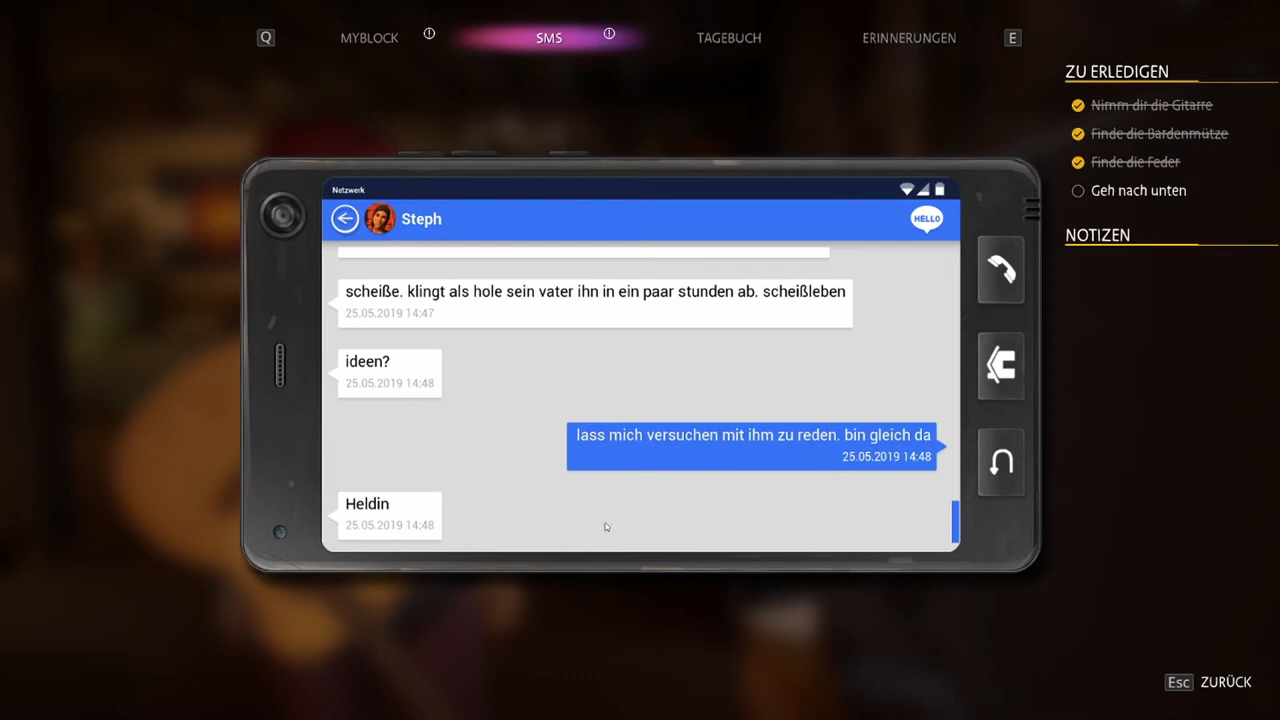 Q
MYBLOCK
SMS
TAGEBUCH
ERINNERUNGEN
E
ZU ERLEDIGEN
Nimm dir die Gitarre
Finde die Bardenmütze
Finde die Feder
Geh nach unten
NOTIZEN
Netzwerk
Steph
HELLO
scheiße. klingt als hole sein vater ihn in ein paar stunden ab. scheißleben
25.05.2019 14:47
ideen?
25.05.2019 14:48
lass mich versuchen mit ihm zu reden. bin gleich da
25.05.2019 14:48
Heldin
25.05.2019 14:48
Esc ZURÜCK